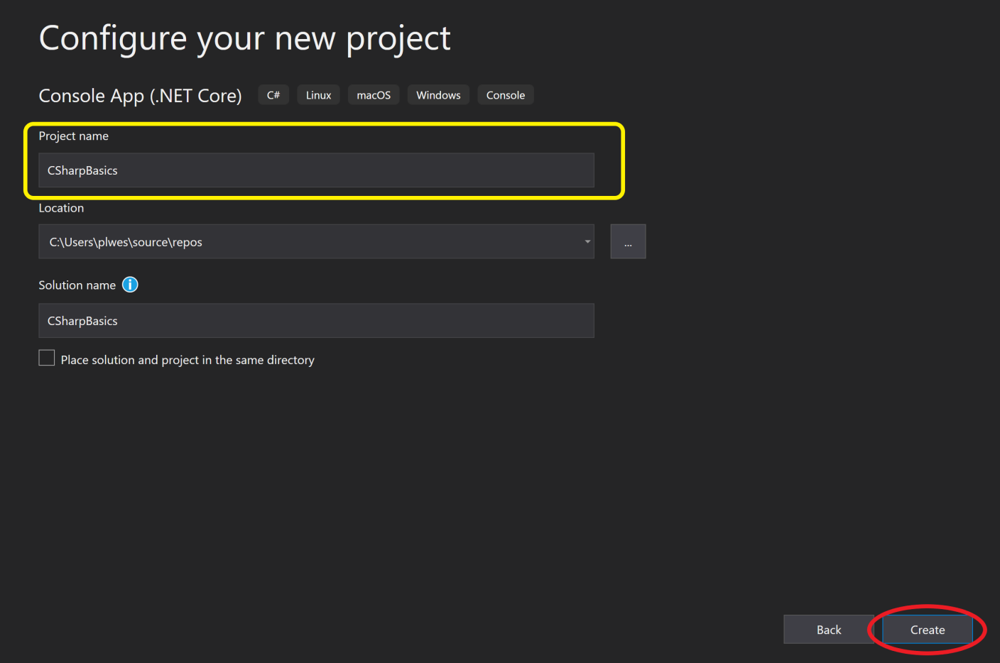 Configure your new project
Console App (.NET Core) C# Linux macOS Windows Console
Project name
CSharpBasics
Location
C:\Users\plwes\source\repos
...
Solution name
CSharpBasics
Place solution and project in the same directory
Back Create